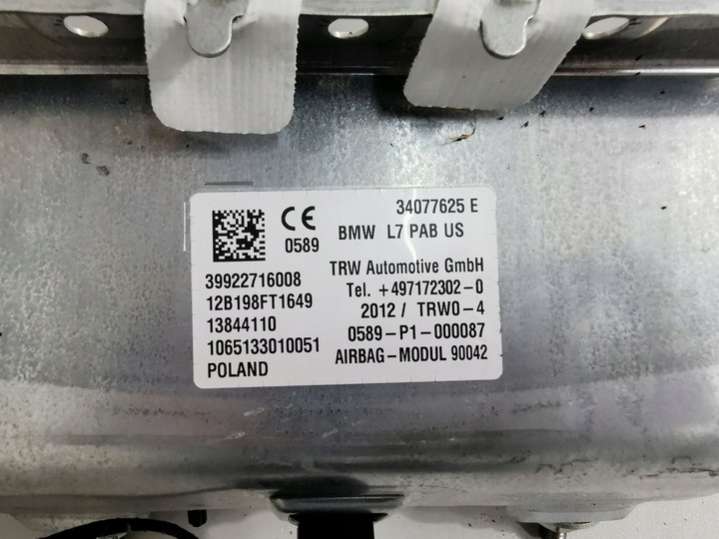 34077625 E
CE
0589
BMW L7 PAB US
39922716008
TRW Automotive GmbH
12B198FT1649
Tel. +497172302-0
13844110
2012 / TRW0-4
1065133010051
0589-P1-000087
POLAND
AIRBAG-MODUL 90042